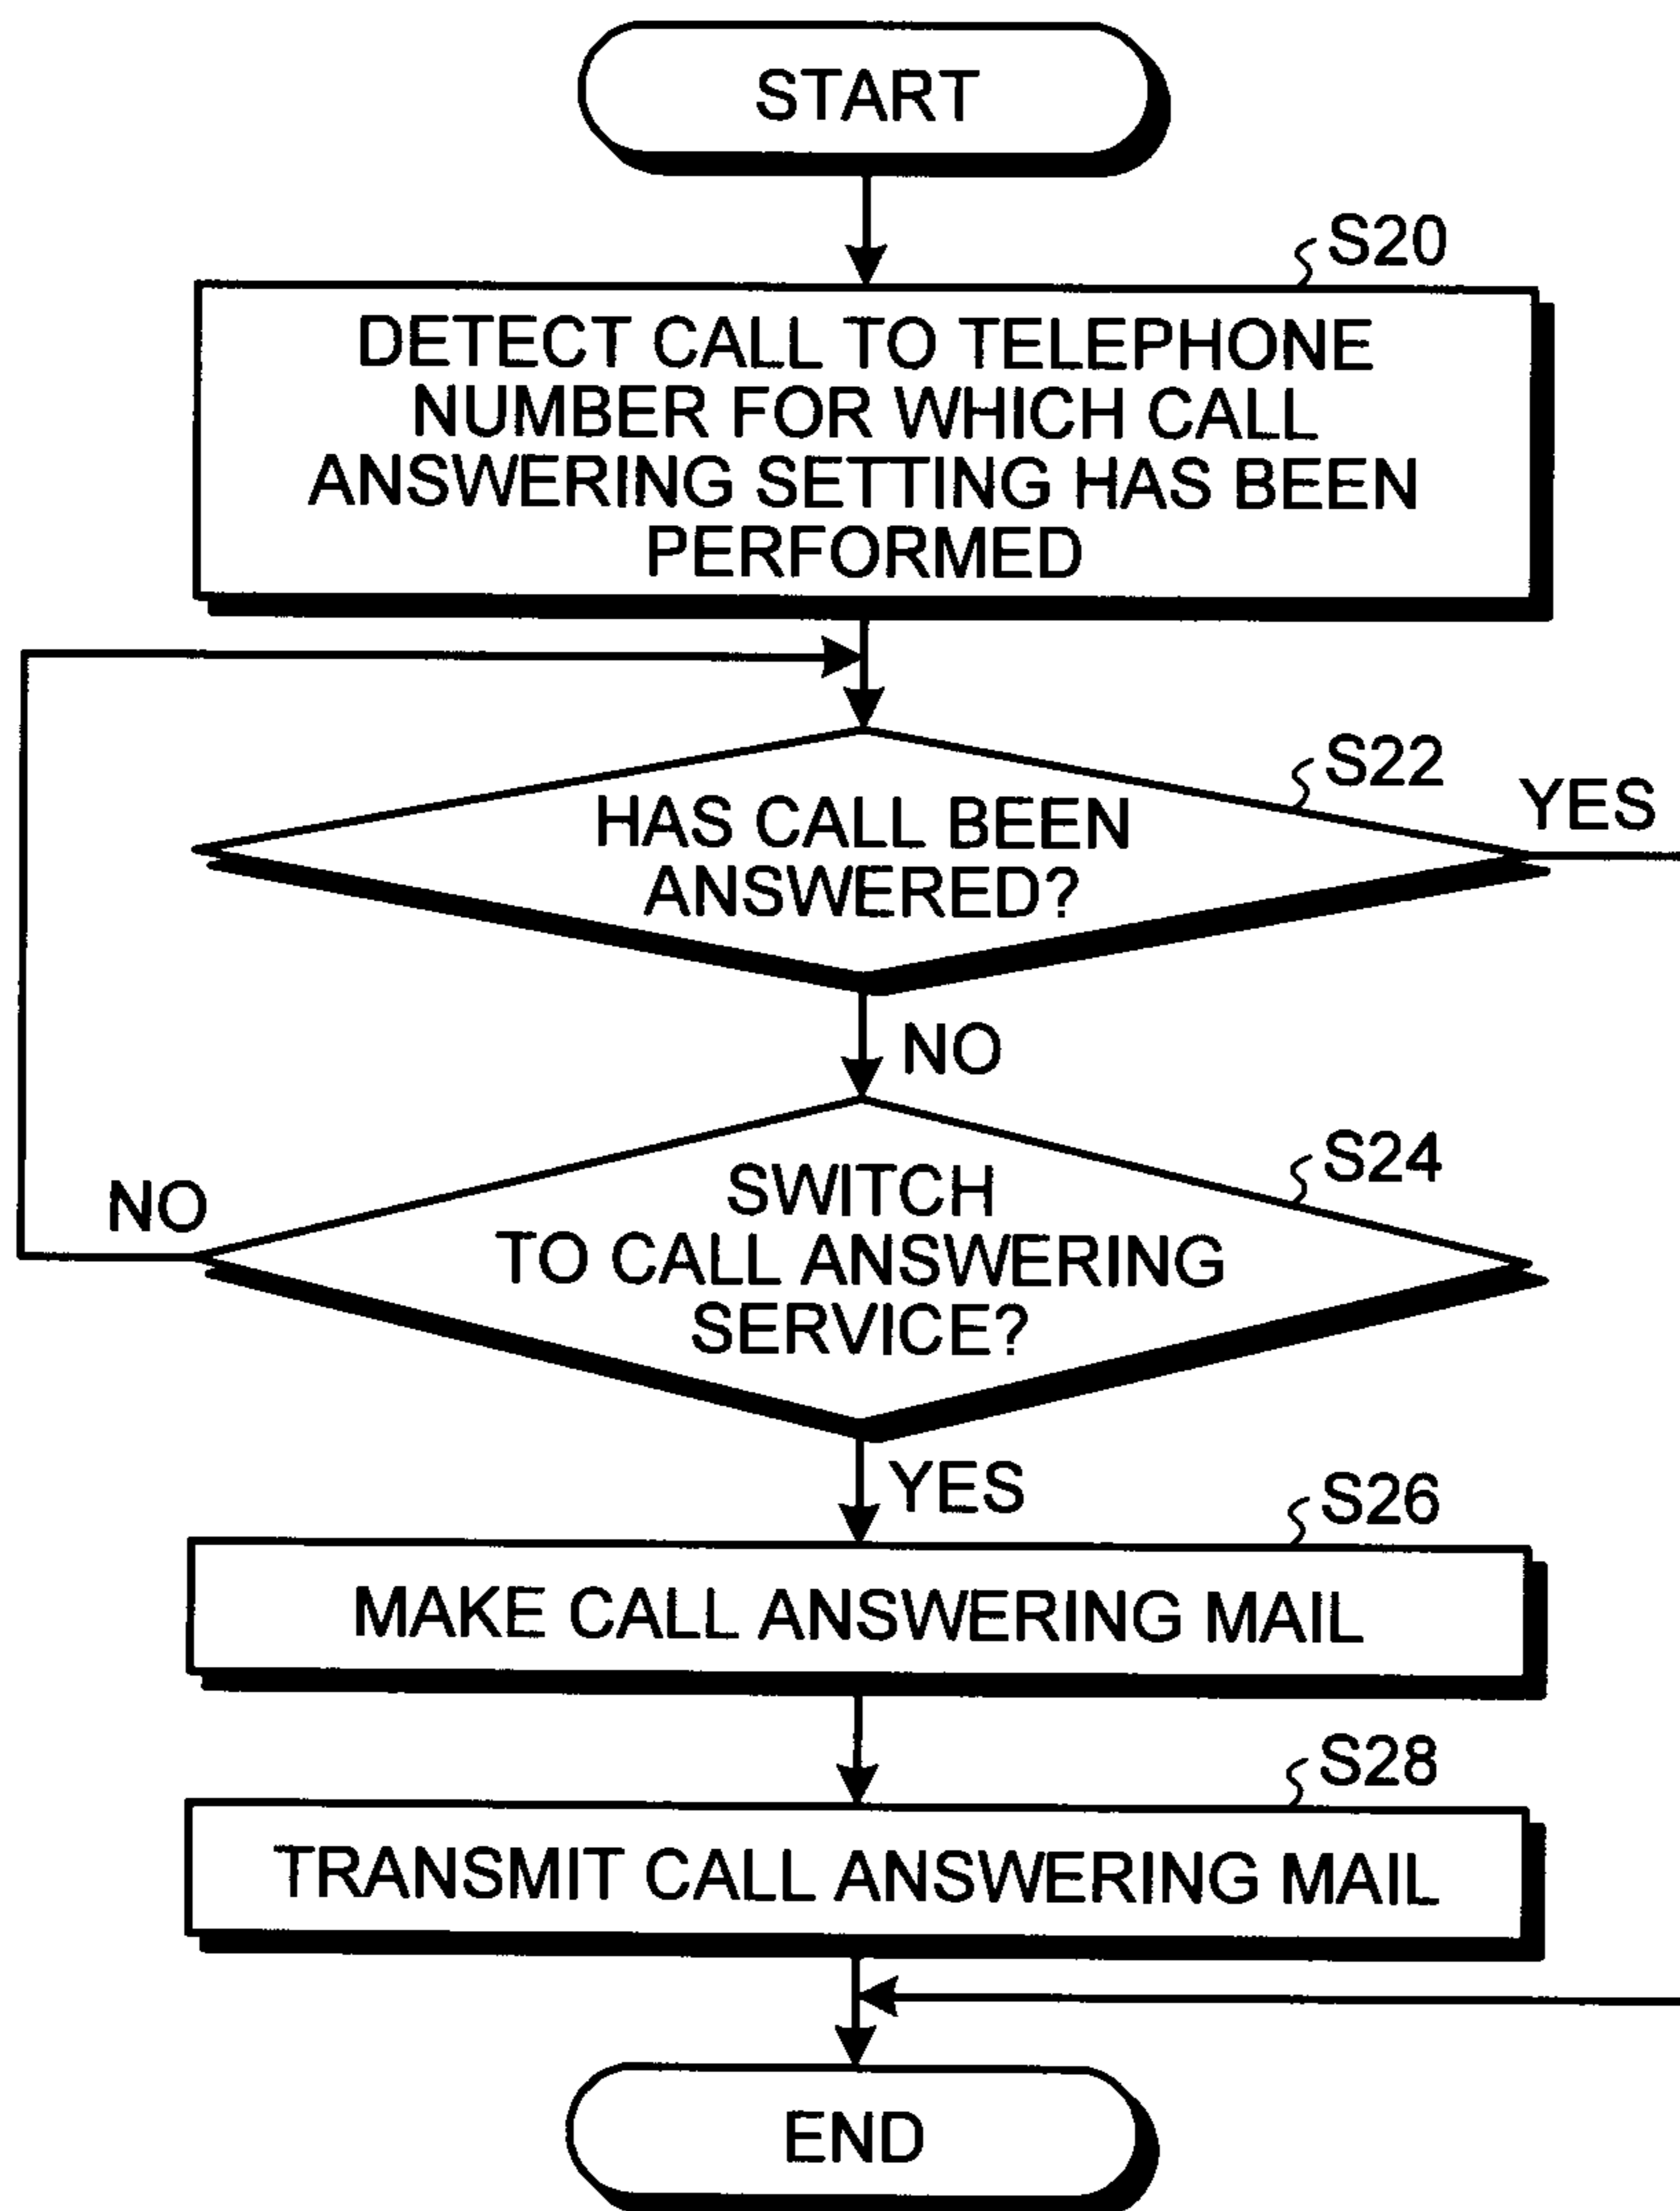 START
S20
DETECT CALL TO TELEPHONE
NUMBER FOR WHICH CALL
ANSWERING SETTING HAS BEEN
PERFORMED
S22
YES
HAS CALL BEEN
ANSWERED?
NO
S24
NO
SWITCH
TO CALL ANSWERING
SERVICE?
YES
S26
MAKE CALL ANSWERING MAIL
S28
TRANSMIT CALL ANSWERING MAIL
END